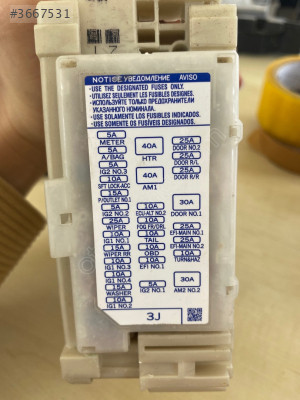 #3667531
NOTICE УВЕДОМЛЕНИЕ AVISO
• USE THE DESIGNATED FUSES ONLY.
• UTILISEZ SEULEMENT LES FUSIBLES DESIGNES.
• ИСПОЛЬЗУЙТЕ ТОЛЬКО ПРЕДОХРАНИТЕЛИ
УКАЗАННОГО НОМИНАЛА.
• USE SOLAMENTE LOS FUSIBLES INDICADOS.
• USE SOMENTE OS FUSÍVEIS DESIGNADOS.
5A
METER
5A
A/BAG
5A
IG2 NO.3
10A
SFT LOCK-ACC
15A
P/OUTLET NO.1
5A
IG2 NO.2
25A
WIPER
10A
IG1 NO.1
15A
WIPER RR
10A
IG1 NO.3
10A
IG1 NO.4
15A
WASHER
10A
IG1 NO.2
40A
HTR
40A
AM1
10A
ECU-ALT NO.2
10A
FOG FR/DRL
10A
TAIL
10A
OBD
10A
EFI NO.1
5A
IG2 NO.1
25A
DOOR NO.2
25A
DOOR R/L
25A
DOOR R/R
30A
DOOR NO.1
25A
EFI-MAIN NO.1
25A
EFI-MAIN NO.2
10A
TURN&HAZ
30A
AM2 NO.2
3J